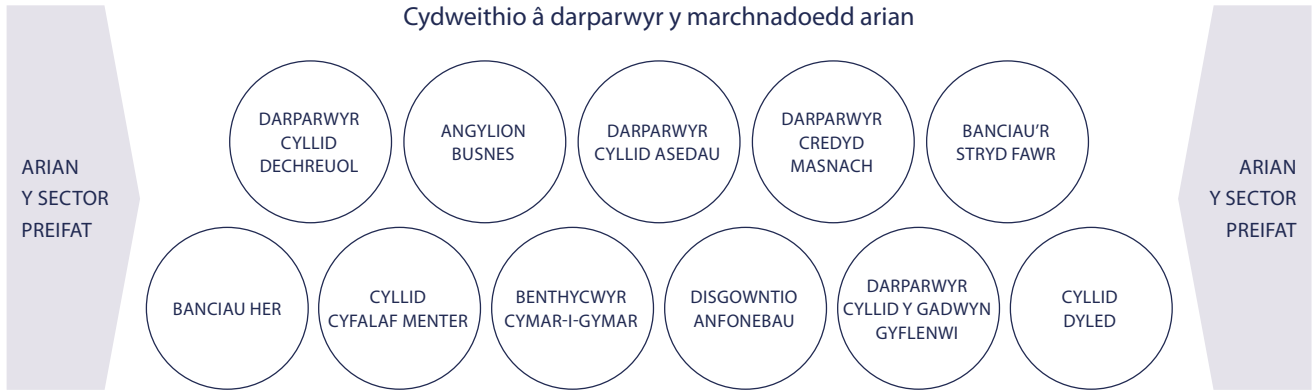 Cydweithio â darparwyr y marchnadoedd arian
ARIAN
Y SECTOR
PREIFAT
DARPARWYR
CYLLID
DECHREUOL
ANGYLION
BUSNES
DARPARWYR
CYLLID ASEDAU
DARPARWYR
CREDYD
MASNACH
BANCIAU'R
STRYD FAWR
ARIAN
Y SECTOR
PREIFAT
BANCIAU HER
CYLLID
CYFALAF MENTER
BENTHYCWYR
CYMAR-I-GYMAR
DISGOWNTIO
ANFONEBAU
DARPARWYR
CYLLID Y GADWYN
GYFLENWI
CYLLID
DYLED